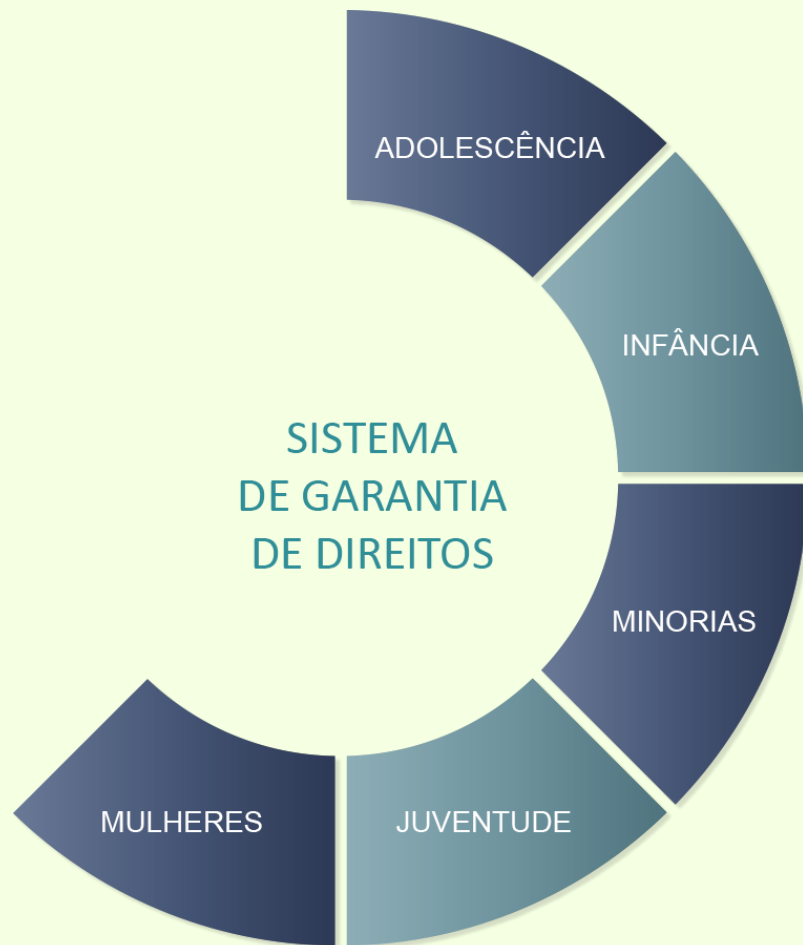 ADOLESCÊNCIA
INFÂNCIA
SISTEMA
DE GARANTIA
DE DIREITOS
MINORIAS
MULHERES
JUVENTUDE